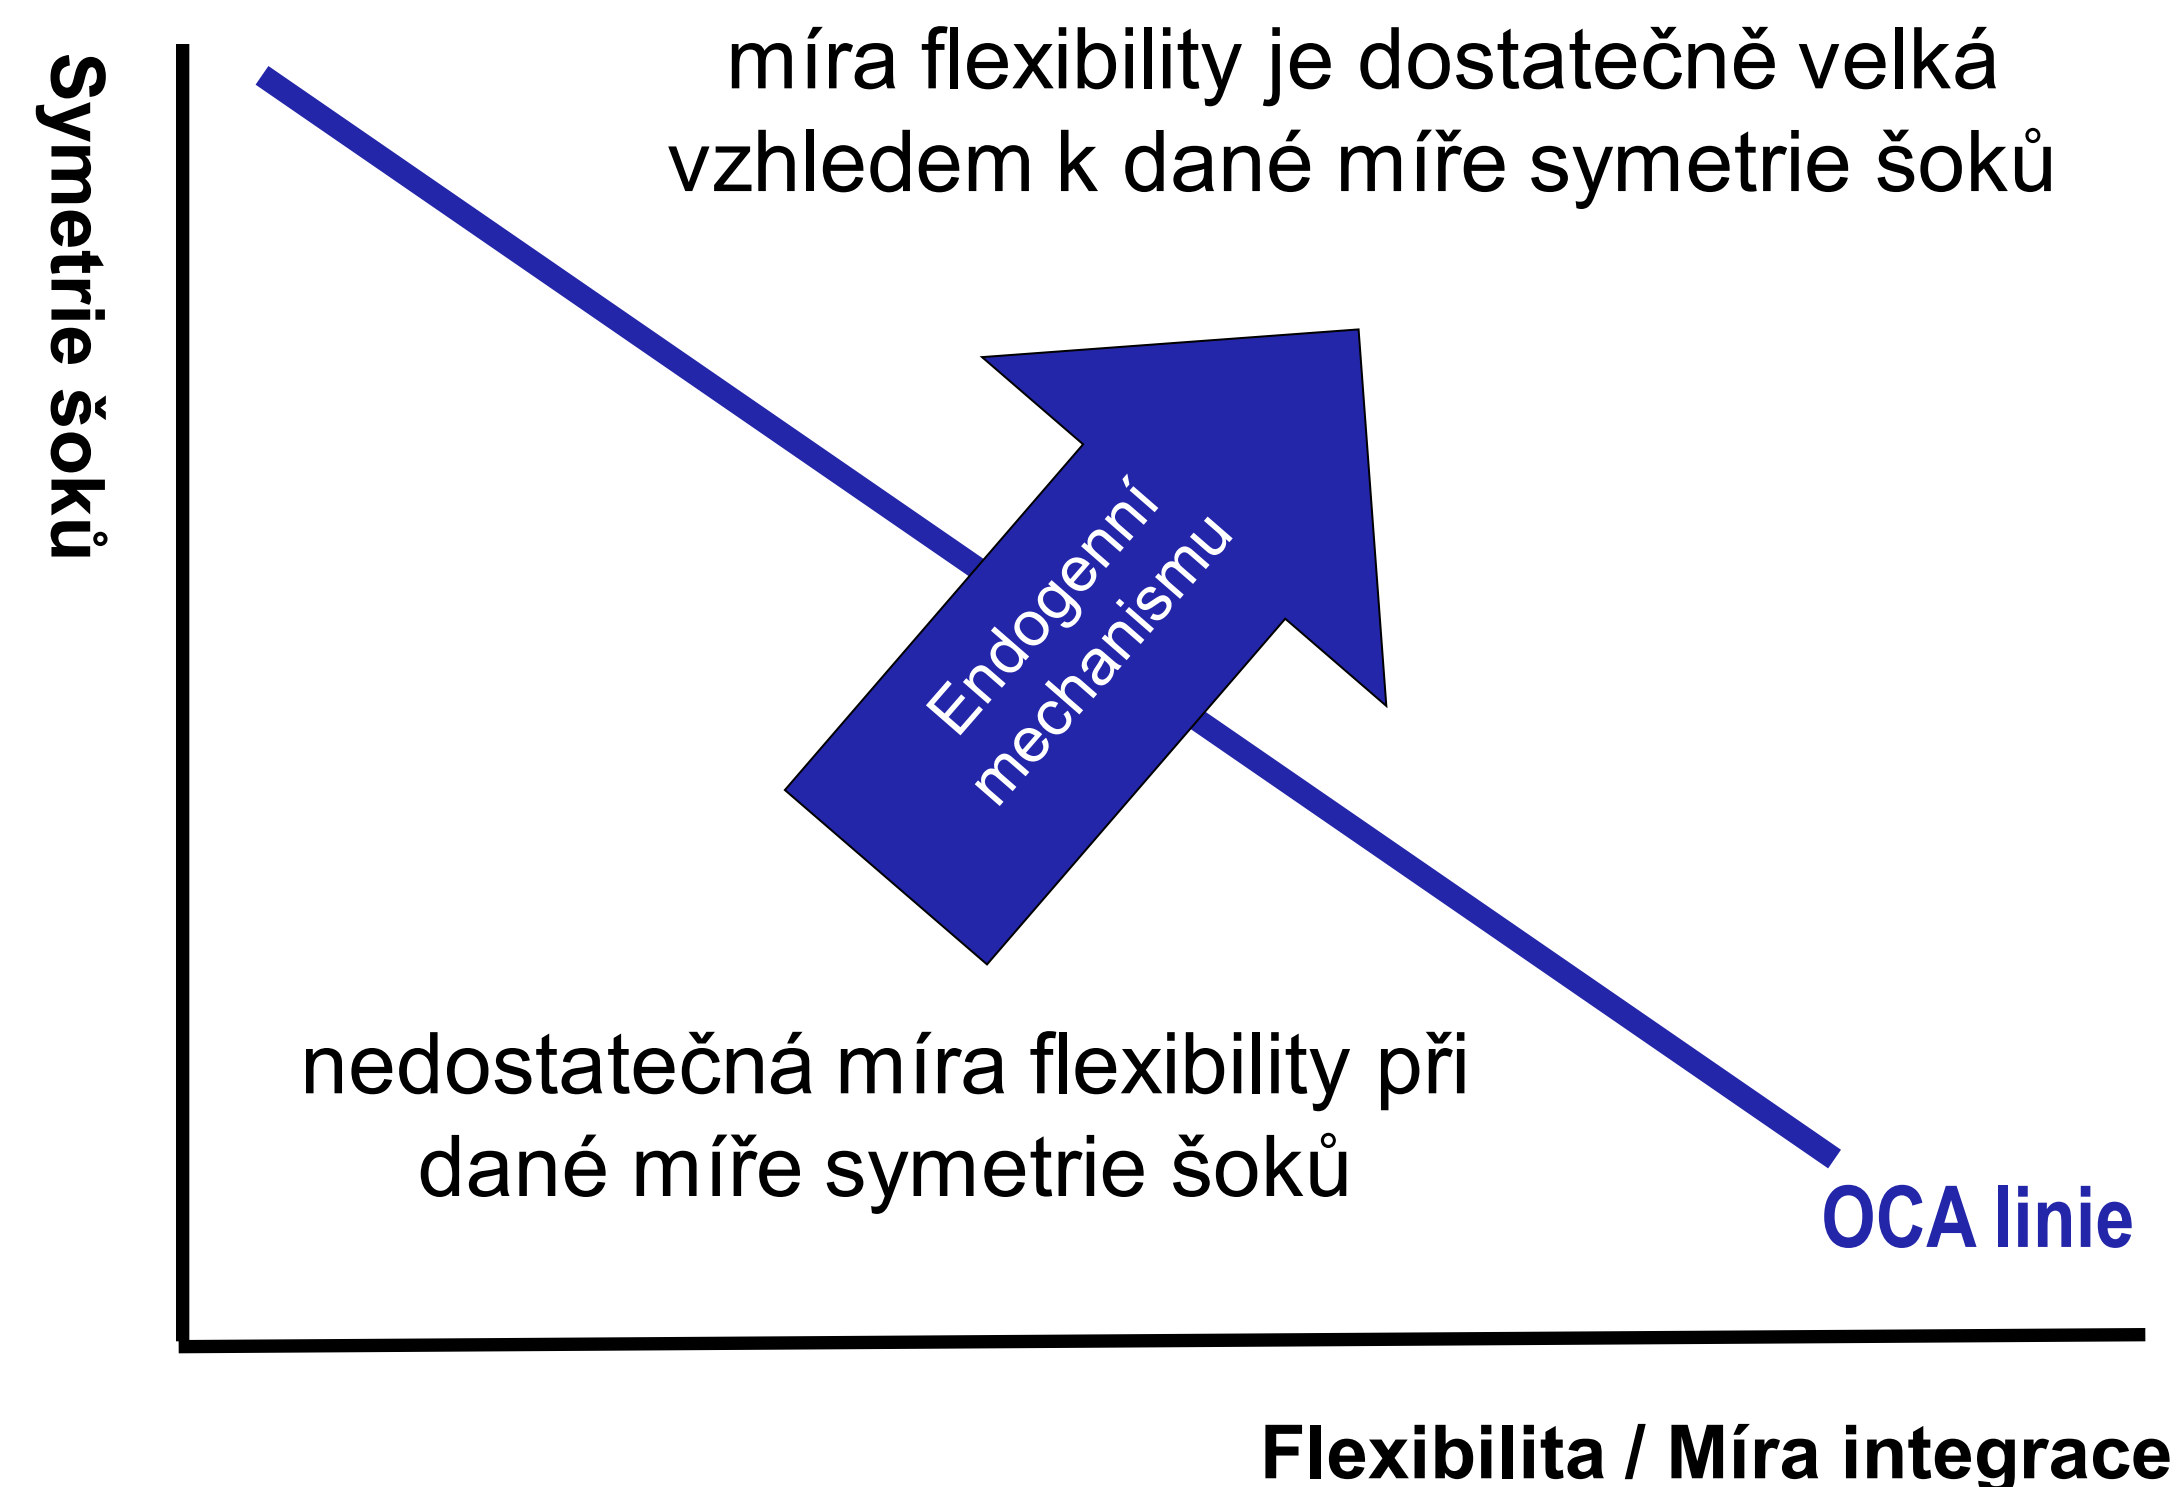 Symetrie šoků
míra flexibility je dostatečně velká
vzhledem k dané míře symetrie šoků
Endogenní
mechanismu
nedostatečná míra flexibility při
dané míře symetrie šoků
OCA linie
Flexibilita / Míra integrace